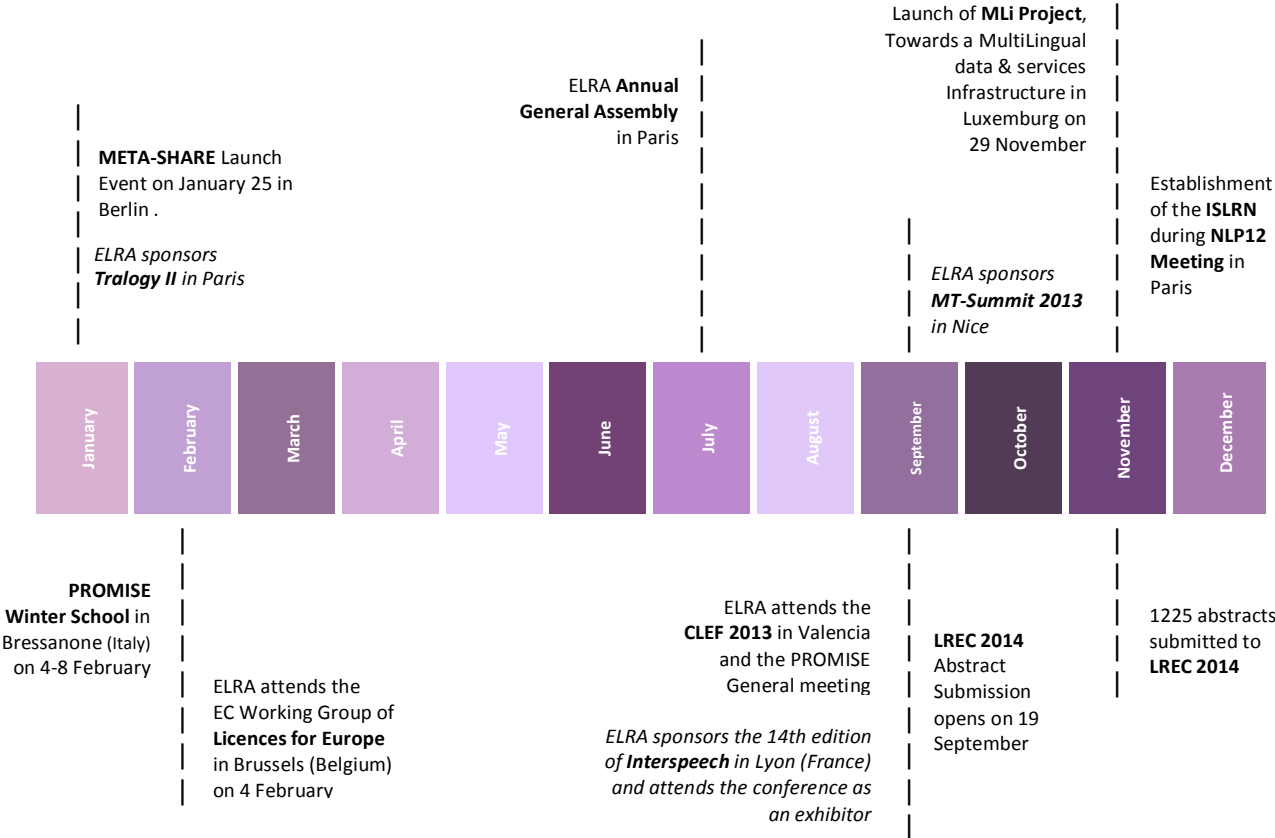 Launch of MLi Project,
Towards a MultiLingual
data & services
Infrastructure in
Luxemburg on
29 November
ELRA Annual
General Assembly
in Paris
META-SHARE Launch
Event on January 25 in
Berlin .
ELRA sponsors
Tralogy II in Paris
Establishment
of the ISLRN
during NLP12
Meeting in
Paris
ELRA sponsors
MT-Summit 2013
in Nice
January
February
March
April
May
June
July
August
September
October
November
December
PROMISE
Winter School in
Bressanone (Italy)
on 4-8 February
ELRA attends the
EC Working Group of
Licences for Europe
in Brussels (Belgium)
on 4 February
ELRA attends the
CLEF 2013 in Valencia
and the PROMISE
General meeting
ELRA sponsors the 14th edition
of Interspeech in Lyon (France)
and attends the conference as
an exhibitor
LREC 2014
Abstract
Submission
opens on 19
September
1225 abstracts
submitted to
LREC 2014